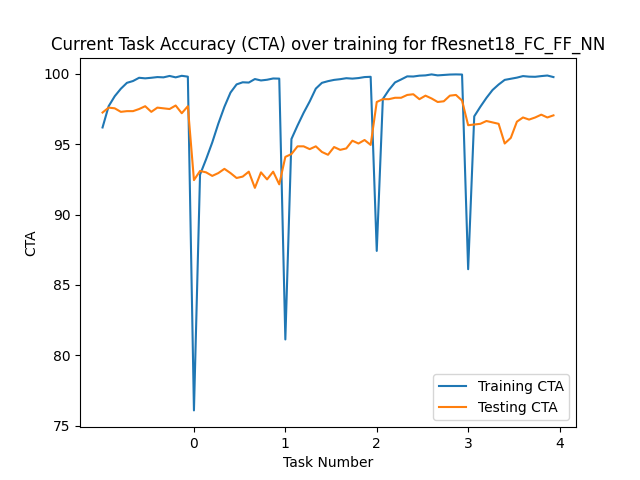 Current Task Accuracy (CTA) over training for fResnet18_FC_FF_NN
100
95
90
85
80
75
CTA
0 1 2 3 4
Task Number
Training CTA
Testing CTA